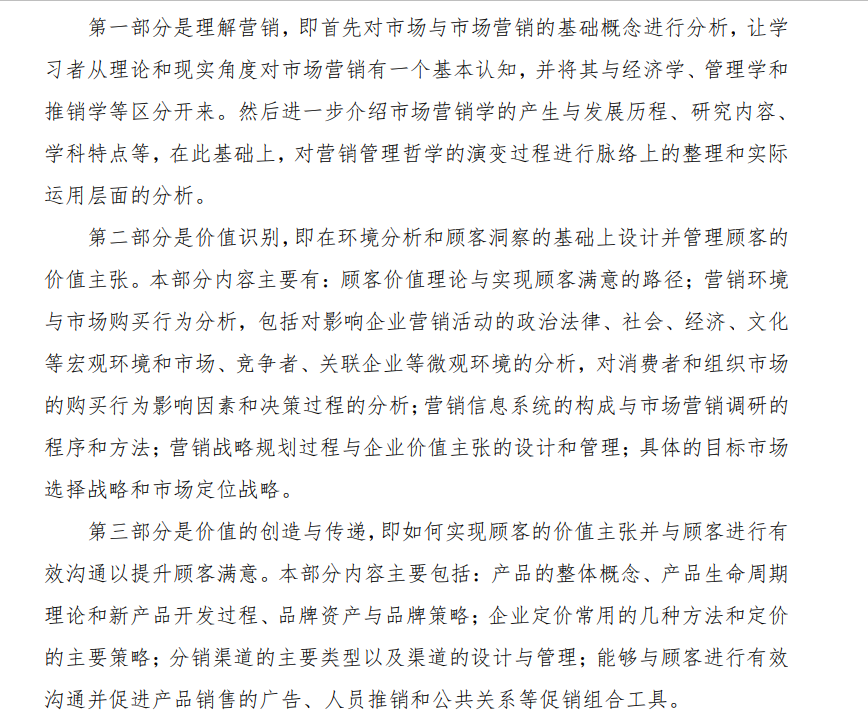 第一部分是理解营销，即首先对市场与市场营销的基础概念进行分析，让学
习者从理论和现实角度对市场营销有一个基本认知，并将其与经济学、管理学和
推销学等区分开来。然后进一步介绍市场营销学的产生与发展历程、研究内容、
学科特点等，在此基础上，对营销管理哲学的演变过程进行脉络上的整理和实际
运用层面的分析。
第二部分是价值识别，即在环境分析和顾客洞察的基础上设计并管理顾客的
价值主张。本部分内容主要有：顾客价值理论与实现顾客满意的路径；营销环境
与市场购买行为分析，包括对影响企业营销活动的政治法律、社会、经济、文化
等宏观环境和市场、竞争者、关联企业等微观环境的分析，对消费者和组织市场
的购买行为影响因素和决策过程的分析；营销信息系统的构成与市场营销调研的
程序和方法；营销战略规划过程与企业价值主张的设计和管理；具体的目标市场
选择战略和市场定位战略。
第三部分是价值的创造与传递，即如何实现顾客的价值主张并与顾客进行有
效沟通以提升顾客满意。本部分内容主要包括：产品的整体概念、产品生命周期
理论和新产品开发过程、品牌资产与品牌策略；企业定价常用的几种方法和定价
的主要策略；分销渠道的主要类型以及渠道的设计与管理；能够与顾客进行有效
沟通并促进产品销售的广告、人员推销和公共关系等促销组合工具。